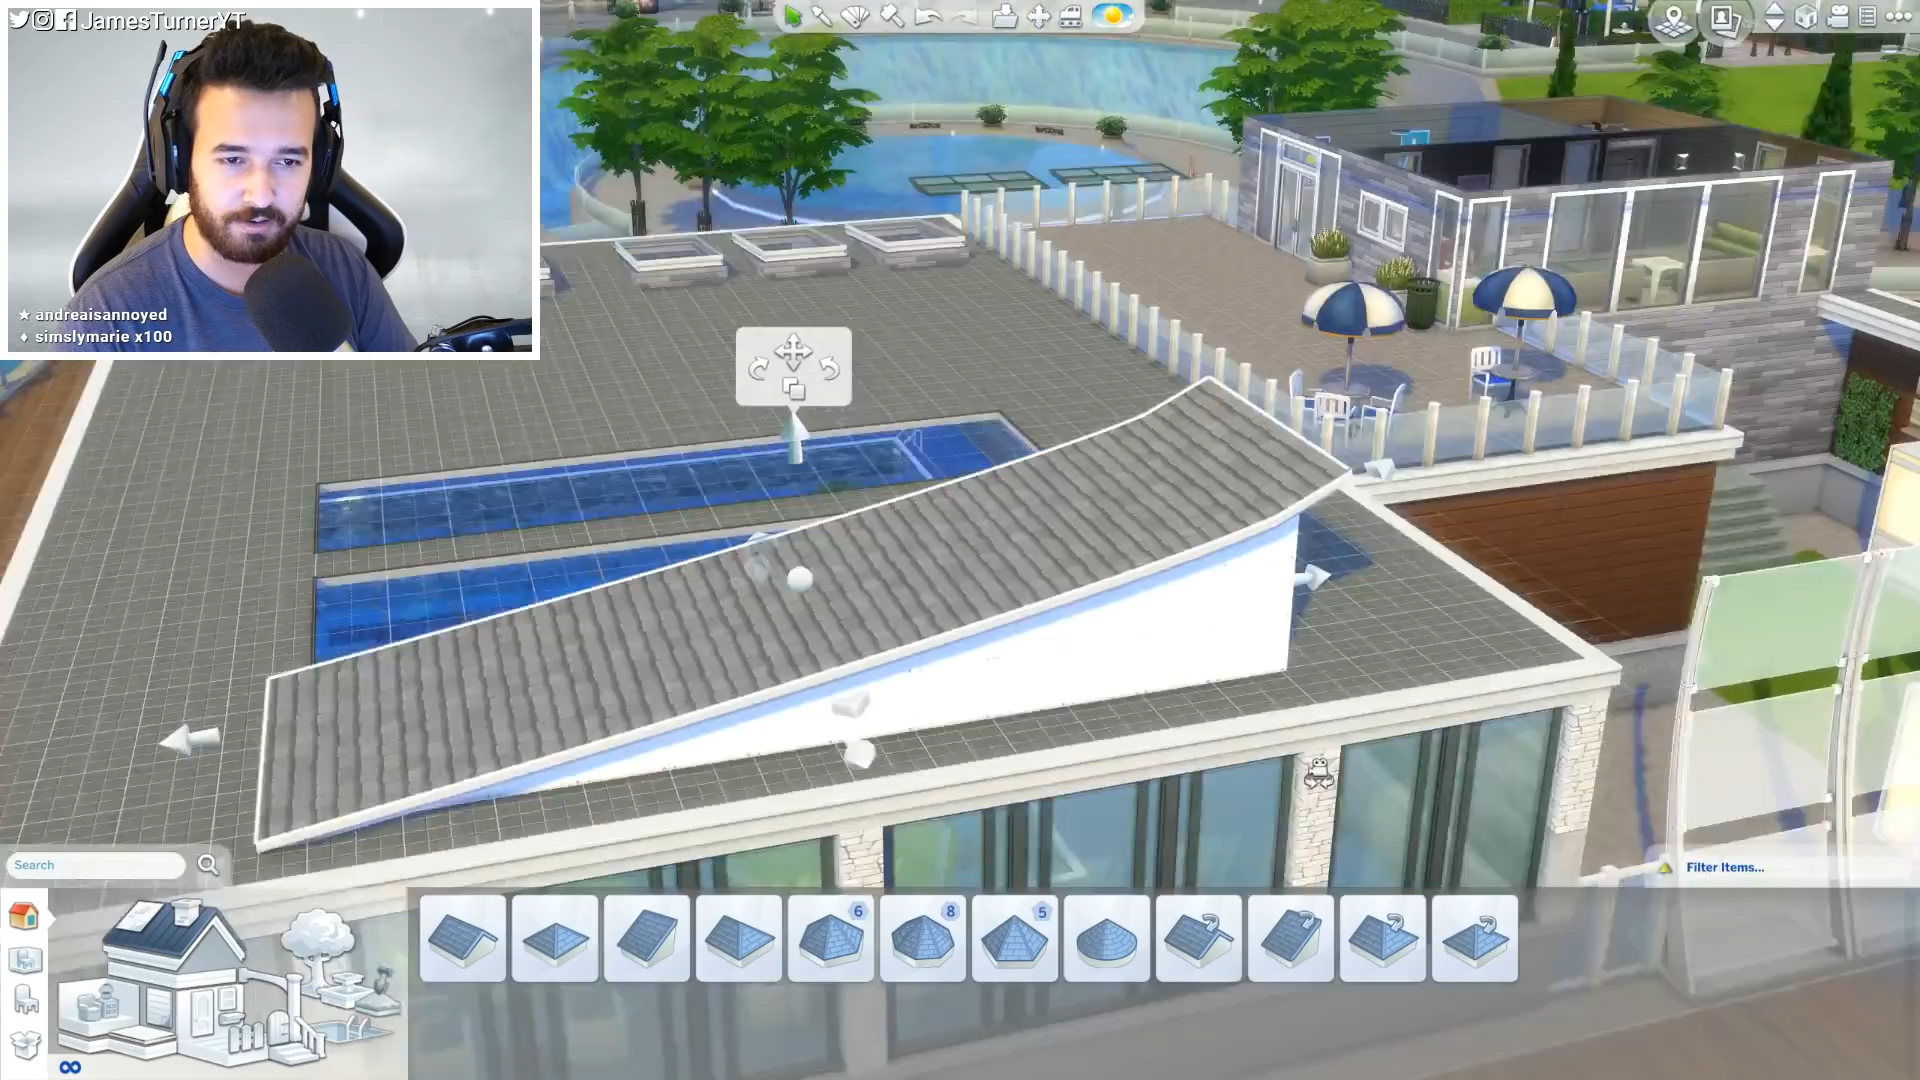 JamesTurnerYT
andreaisannoyed
simslymarie x100
Search
Filter Items...
6
8
5